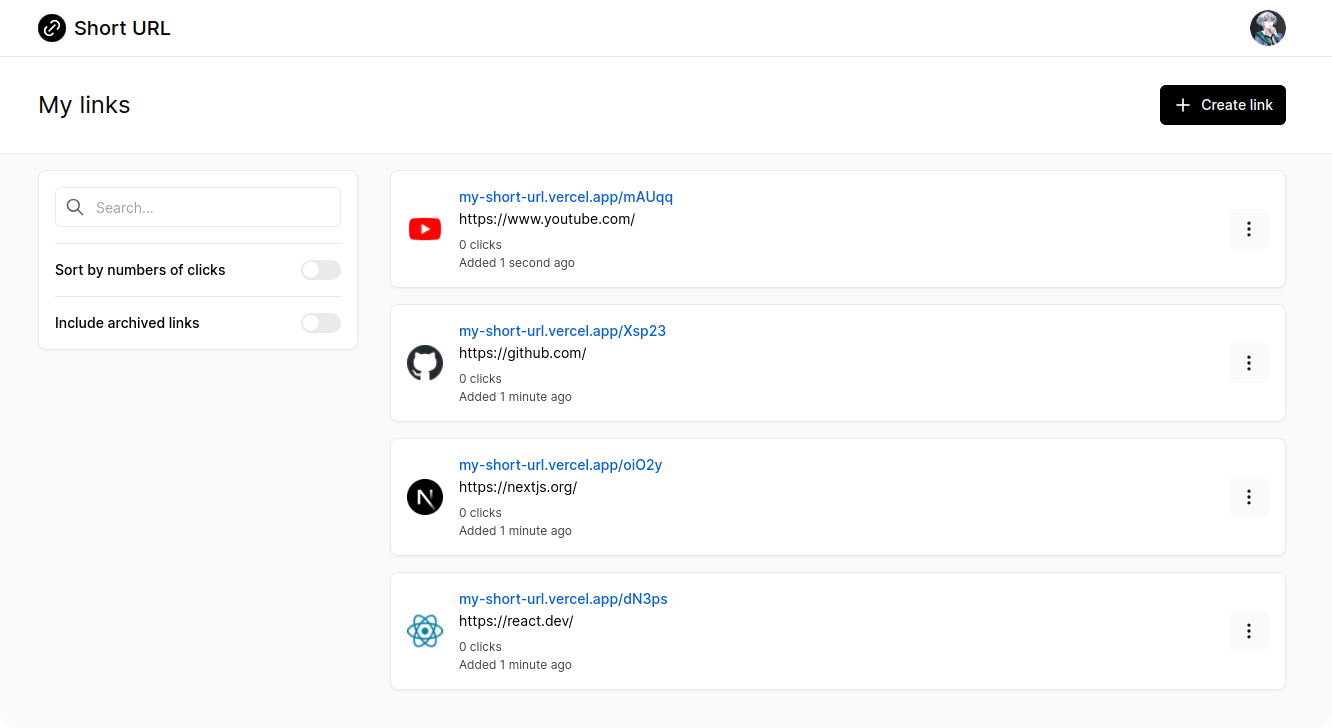 Short URL
My links
Create link
Search...
Sort by numbers of clicks
Include archived links
my-short-url.vercel.app/mAUqq
https://www.youtube.com/
0 clicks
Added 1 second ago
my-short-url.vercel.app/Xsp23
https://github.com/
0 clicks
Added 1 minute ago
my-short-url.vercel.app/oiO2y
https://nextjs.org/
0 clicks
Added 1 minute ago
my-short-url.vercel.app/dN3ps
https://react.dev/
0 clicks
Added 1 minute ago